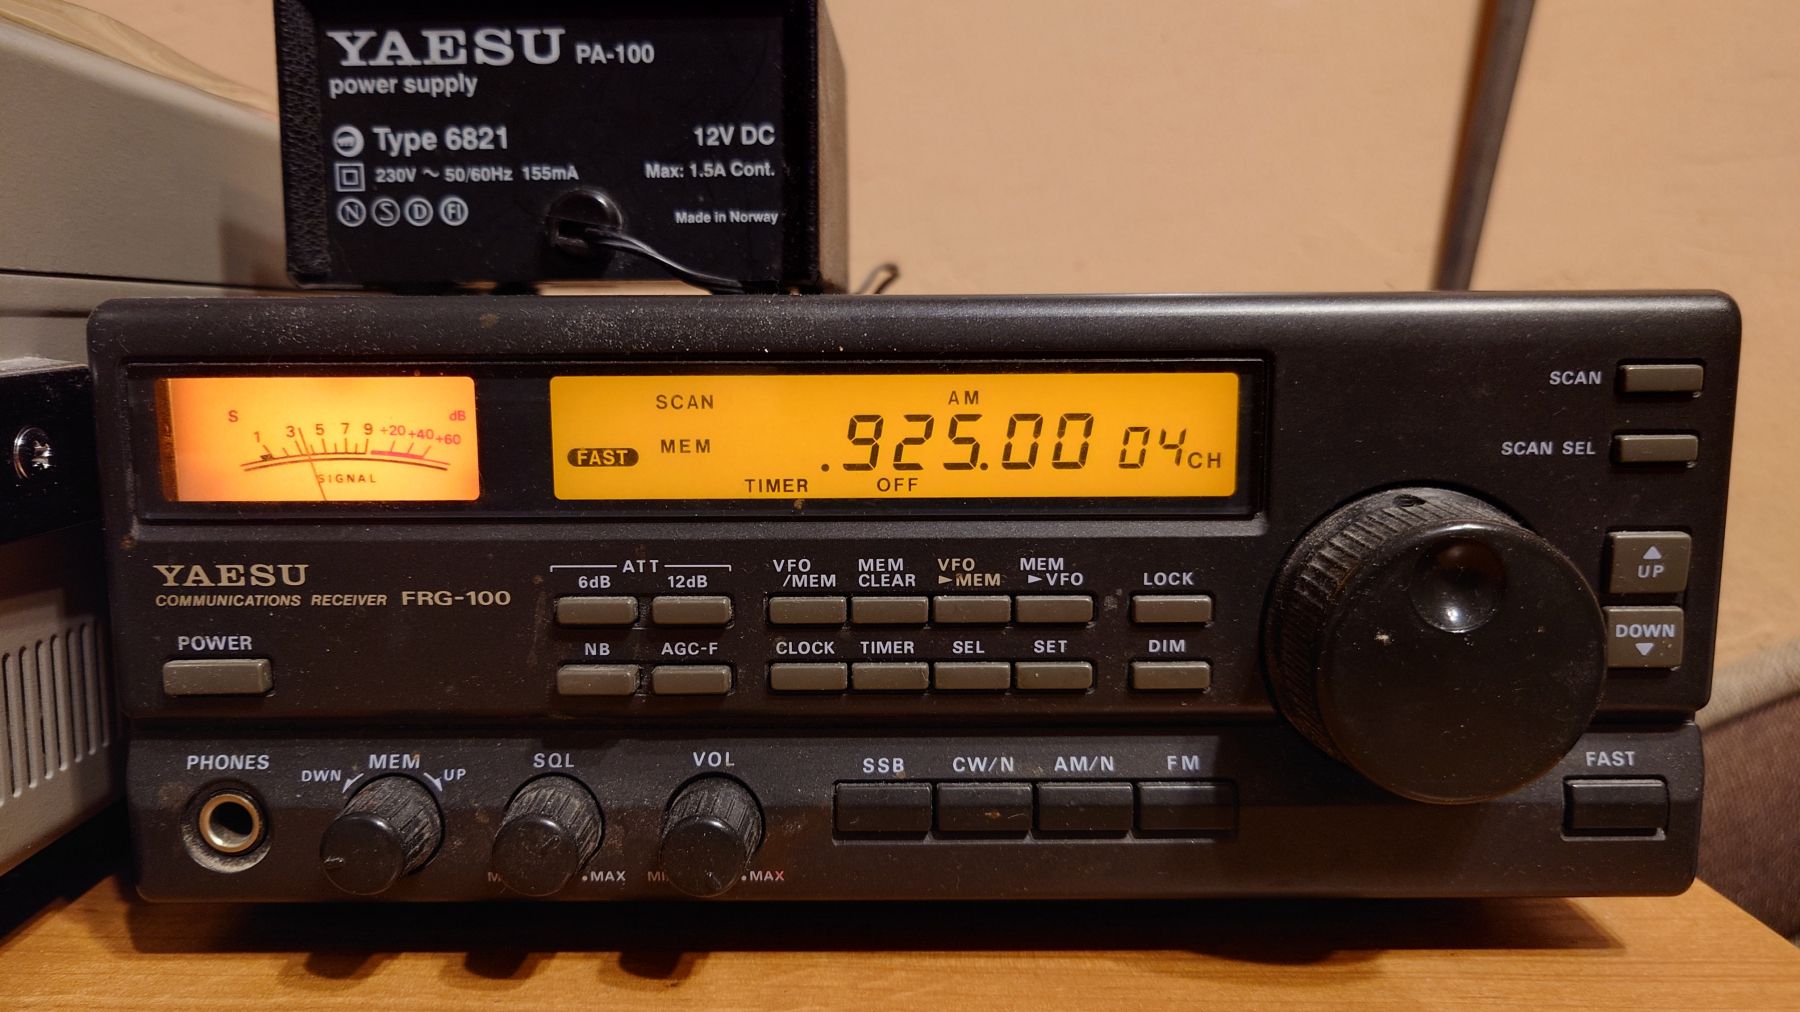 YAESU PA-100
power supply
Type 6821 12V DC
230V ~ 50/60Hz 155mA Max: 1.5A Cont.
N S D FI Made in Norway
SCAN
SCAN SEL
UP
DOWN
S dB
1 3 5 7 9 +20 +40 +60
SIGNAL
SCAN AM
FAST MEM .925.00 04 CH
TIMER OFF
YAESU
COMMUNICATIONS RECEIVER FRG-100
POWER
ATT
6dB 12dB
NB AGC-F
VFO /MEM MEM CLEAR VFO ►MEM MEM ►VFO LOCK
CLOCK TIMER SEL SET DIM
PHONES DWN MEM UP SQL VOL
•MAX •MAX
SSB CW/N AM/N FM
FAST